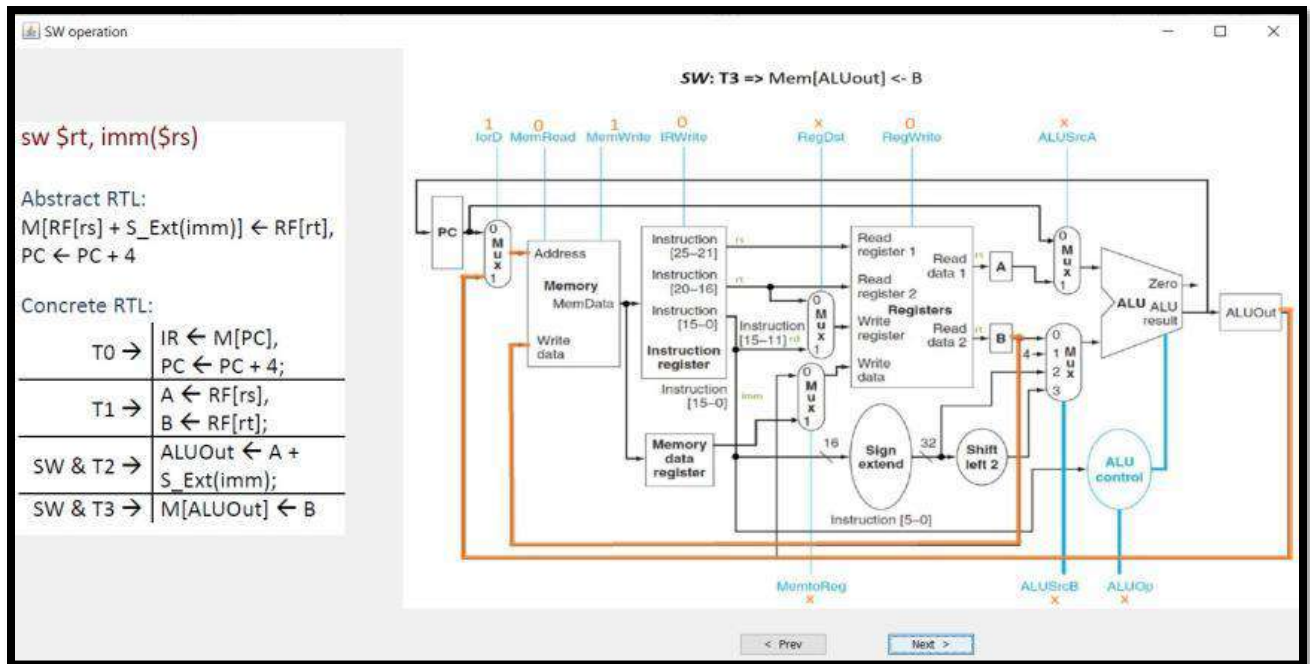 SW operation
SW: T3 => Mem[ALUout] <- B
sw $rt, imm($rs)
Abstract RTL:
M[RF[rs] + S_Ext(imm)] ← RF[rt],
PC ← PC + 4
Concrete RTL:
T0 → IR ← M[PC],
PC ← PC + 4;
T1 → A ← RF[rs],
B ← RF[rt];
SW & T2 → ALUOut ← A +
S_Ext(imm);
SW & T3 → M[ALUOut] ← B
1 0 1 0 x 0 x
IorD MemRead MemWrite IRWrite RegDst RegWrite ALUSrcA
PC
0
M
u
x
1
Address
Memory
MemData
Write
data
Instruction
[25–21]
Instruction
[20–16]
Instruction
[15–0]
Instruction
register
Instruction
[15–0]
Memory
data
register
rt
rt
Instruction
[15–11] rd
imm
0
M
u
x
1
0
M
u
x
1
Read
register 1
Read
register 2
Registers
Write
register
Write
data
Read
data 1
Read
data 2
rt
A
rt
B
0
M
u
x
1
4
0
1 M
2 u
x
3
Zero
ALU ALU
result
ALUOut
16
Sign
extend
32
Shift
left 2
ALU
control
Instruction [5–0]
MemtoReg
x
ALUSrcB
x
ALUOp
x
< Prev
Next >